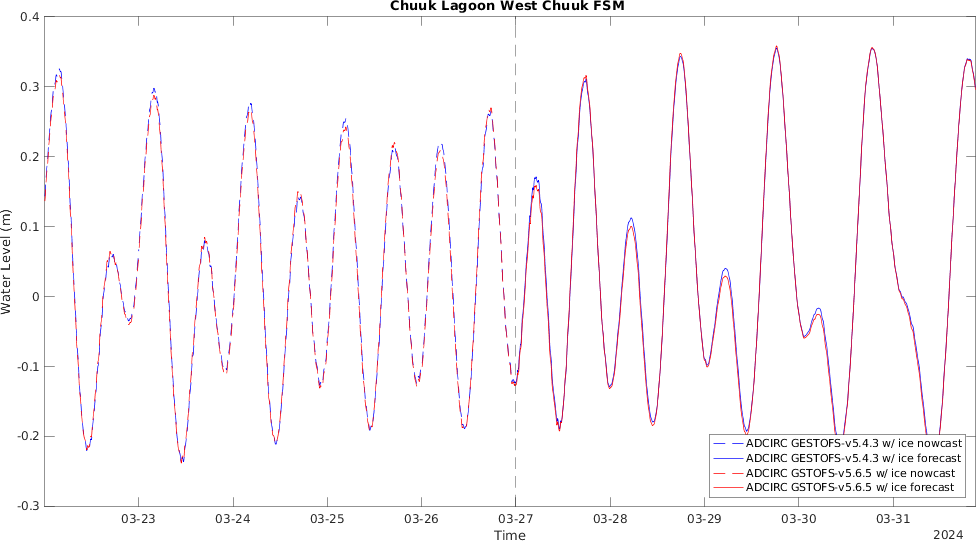 Chuuk Lagoon West Chuuk FSM
0.4
0.3
0.2
0.1
0
-0.1
-0.2
-0.3
Water Level (m)
ADCIRC GESTOFS-v5.4.3 w/ ice nowcast
ADCIRC GESTOFS-v5.4.3 w/ ice forecast
ADCIRC GSTOFS-v5.6.5 w/ ice nowcast
ADCIRC GSTOFS-v5.6.5 w/ ice forecast
03-23 03-24 03-25 03-26 03-27 03-28 03-29 03-30 03-31
Time
2024